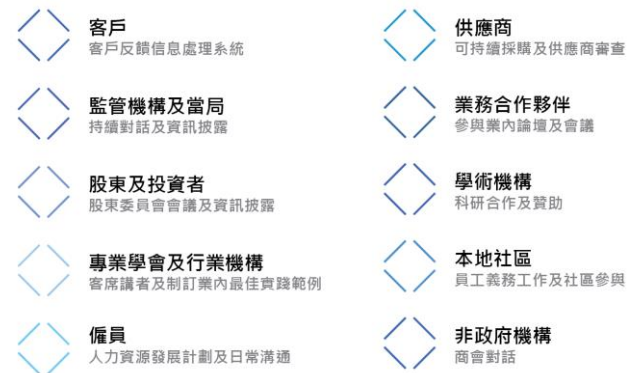 客戶
客戶反饋信息處理系統
監管機構及當局
持續對話及資訊披露
股東及投資者
股東委員會會議及資訊披露
專業學會及行業機構
客席講者及制訂業內最佳實踐範例
僱員
人力資源發展計劃及日常溝通
供應商
可持續採購及供應商審查
業務合作夥伴
參與業內論壇及會議
學術機構
科研合作及贊助
本地社區
員工義務工作及社區參與
非政府機構
商會對話